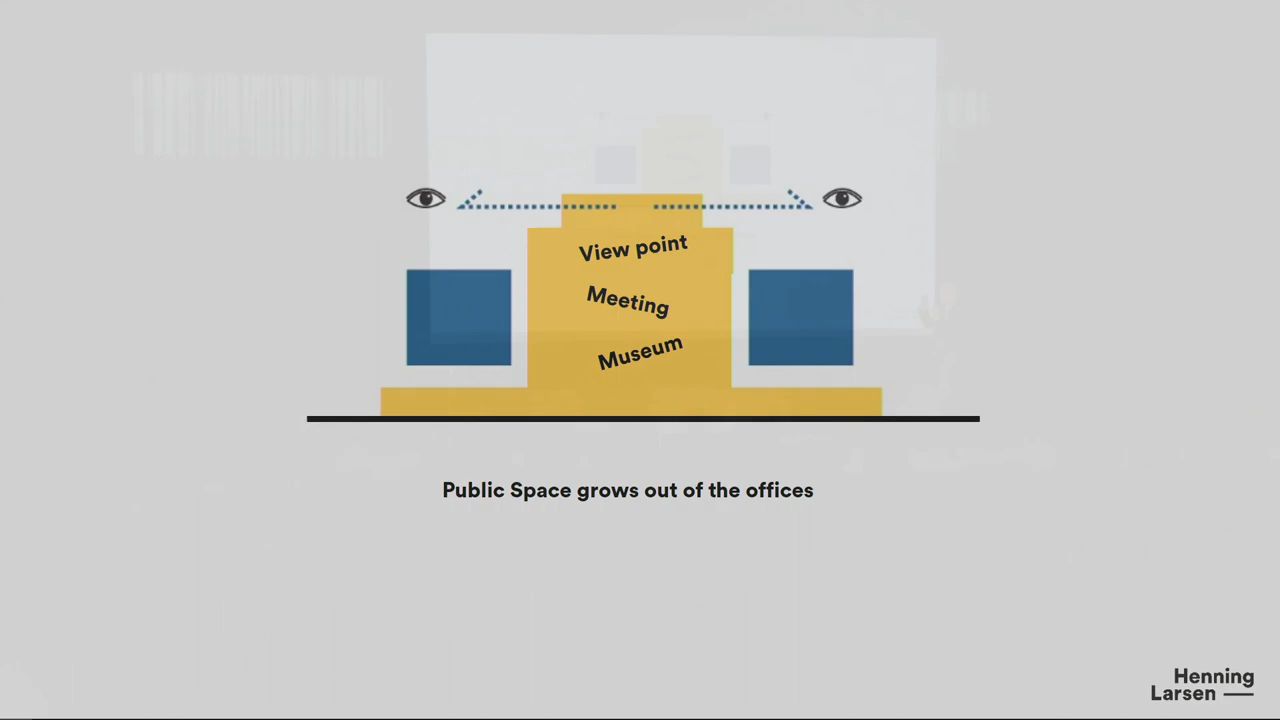 View point
Meeting
Museum
Public Space grows out of the offices
Henning
Larsen